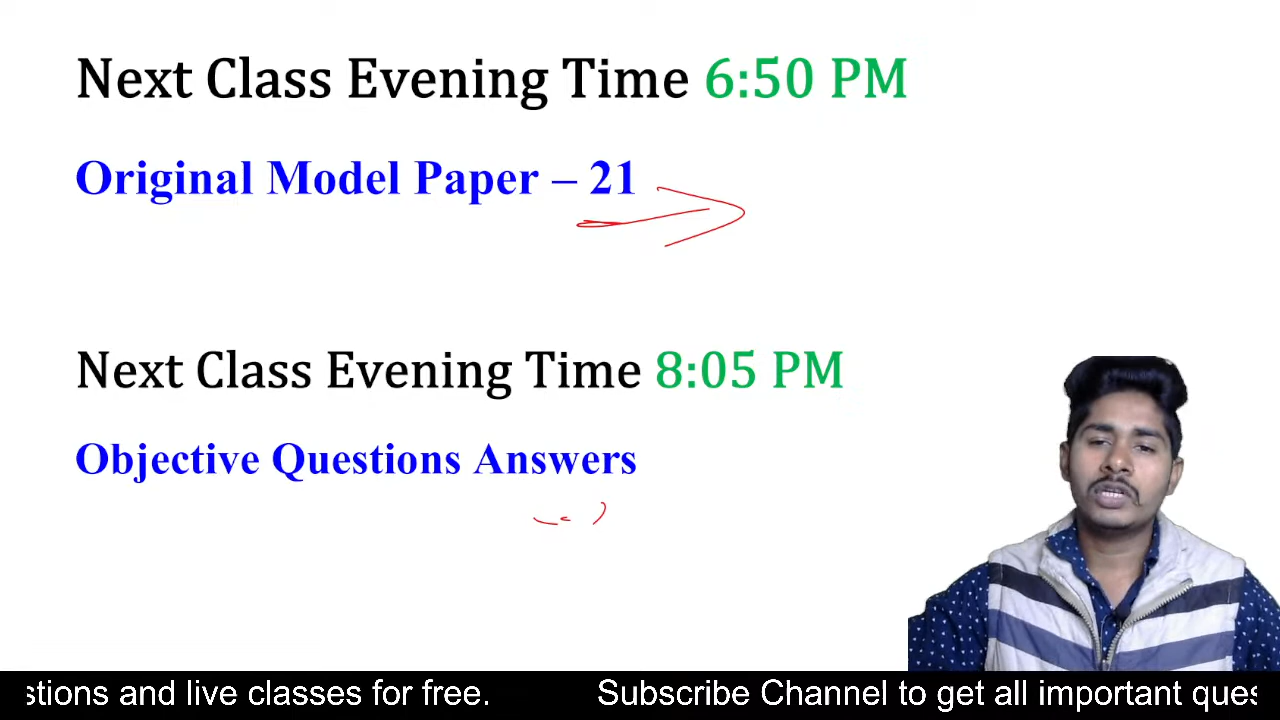 Next Class Evening Time 6:50 PM
Original Model Paper – 21
Next Class Evening Time 8:05 PM
Objective Questions Answers
stions and live classes for free. Subscribe Channel to get all important ques